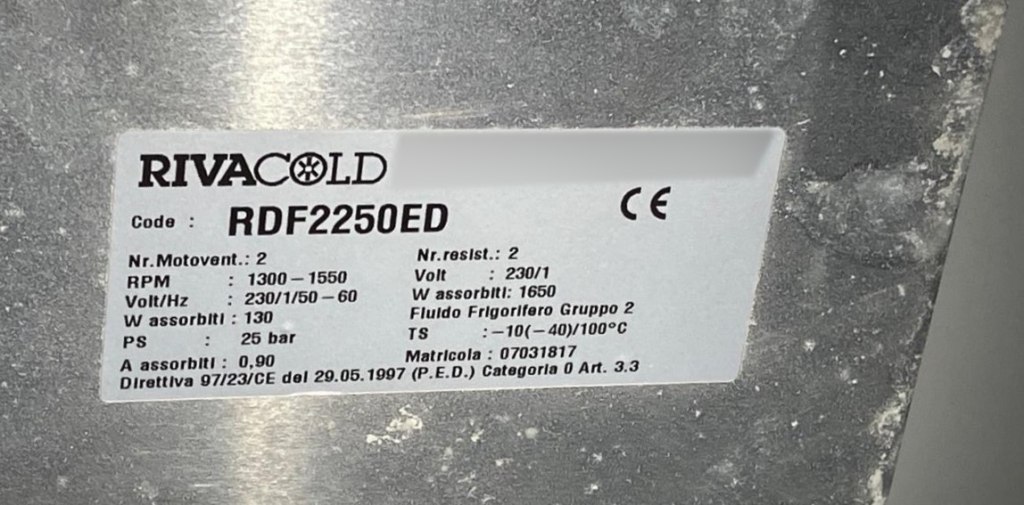 RIVACOLD
CE
Code : RDF2250ED
Nr.Motovent.: 2
RPM : 1300–1550
Volt/Hz : 230/1/50–60
W assorbiti : 130
PS : 25 bar
A assorbiti : 0,90
Nr.resist.: 2
Volt : 230/1
W assorbiti: 1650
Fluido Frigorifero Gruppo 2
TS :–10(–40)/100°C
Matricola : 07031817
Direttiva 97/23/CE del 29.05.1997 (P.E.D.) Categoria 0 Art. 3.3